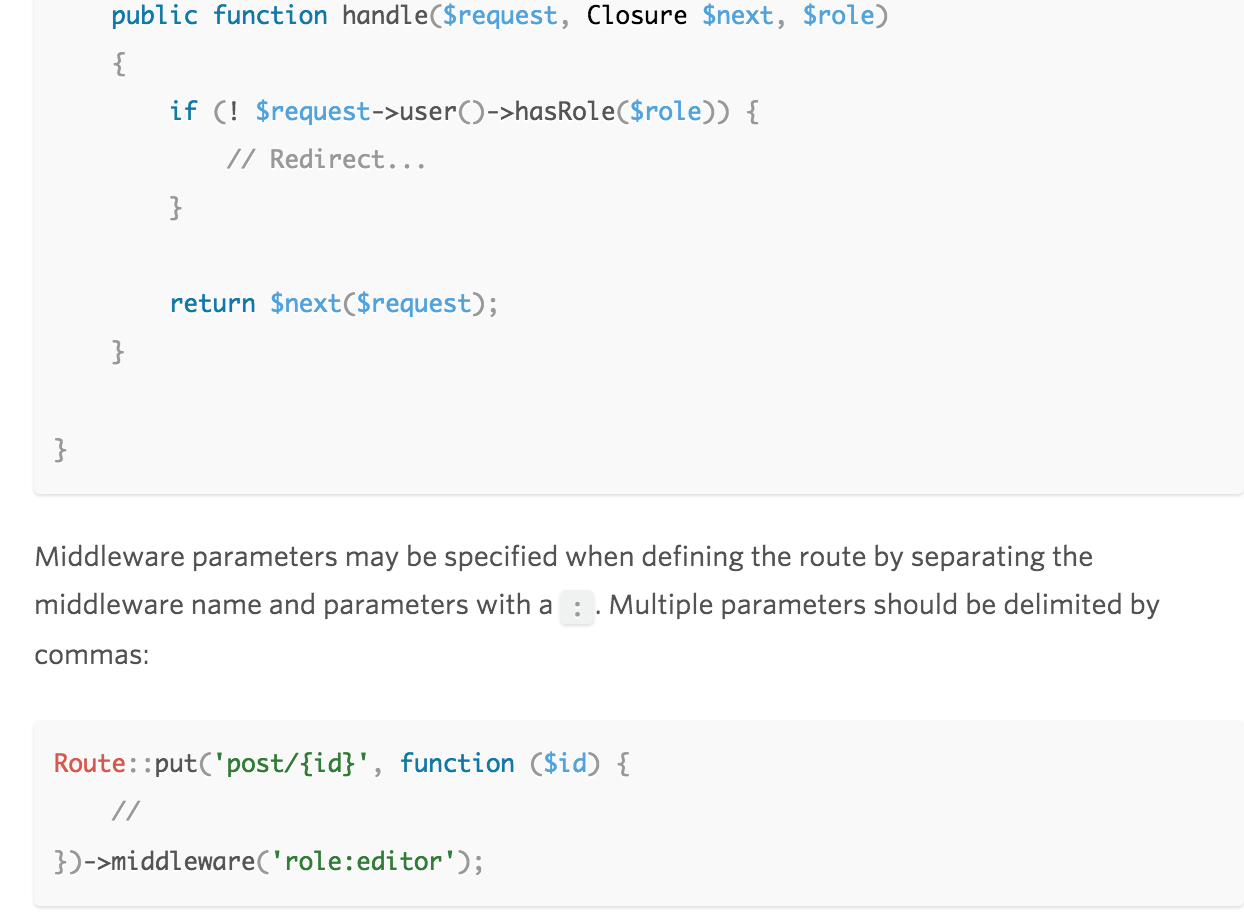 public function handle($request, Closure $next, $role)
{
if (! $request->user()->hasRole($role)) {
// Redirect...
}
return $next($request);
}
}
Middleware parameters may be specified when defining the route by separating the
middleware name and parameters with a : . Multiple parameters should be delimited by
commas:
Route::put('post/{id}', function ($id) {
//
})->middleware('role:editor');